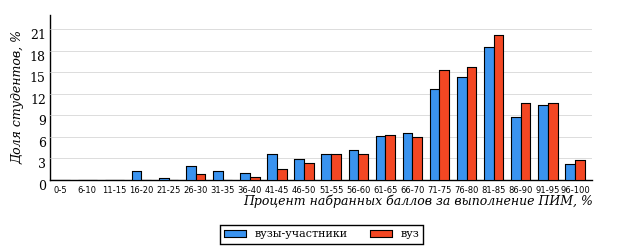 Доля студентов, %
21
18
15
12
9
6
3
0
0-5 6-10 11-15 16-20 21-25 26-30 31-35 36-40 41-45 46-50 51-55 56-60 61-65 66-70 71-75 76-80 81-85 86-90 91-95 96-100
Процент набранных баллов за выполнение ПИМ, %
вузы-участники вуз